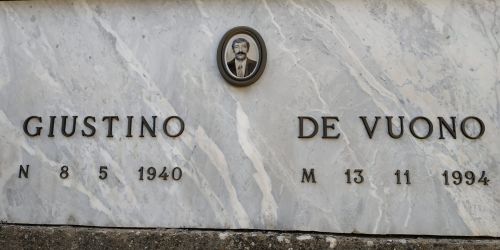 GIUSTINO DE VUONO
N 8 5 1940 M 13 11 1994